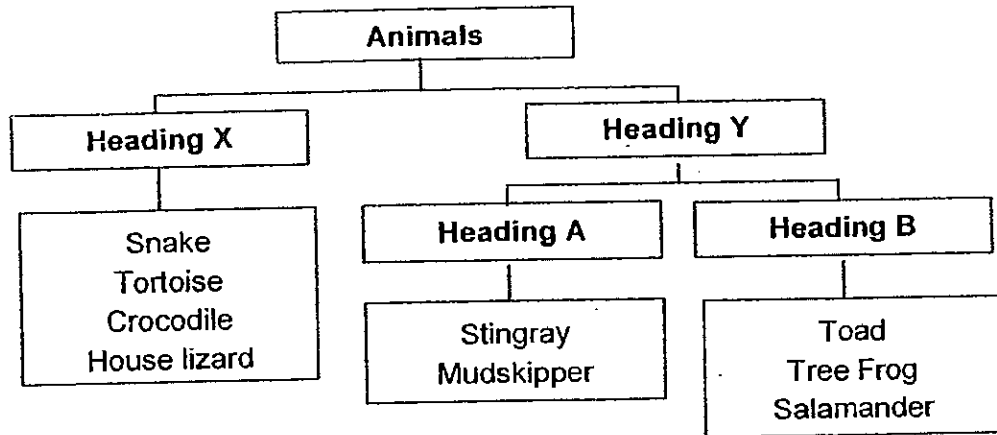 Animals
Heading X
Heading Y
Snake
Tortoise
Crocodile
House lizard
Heading A
Heading B
Stingray
Mudskipper
Toad
Tree Frog
Salamander